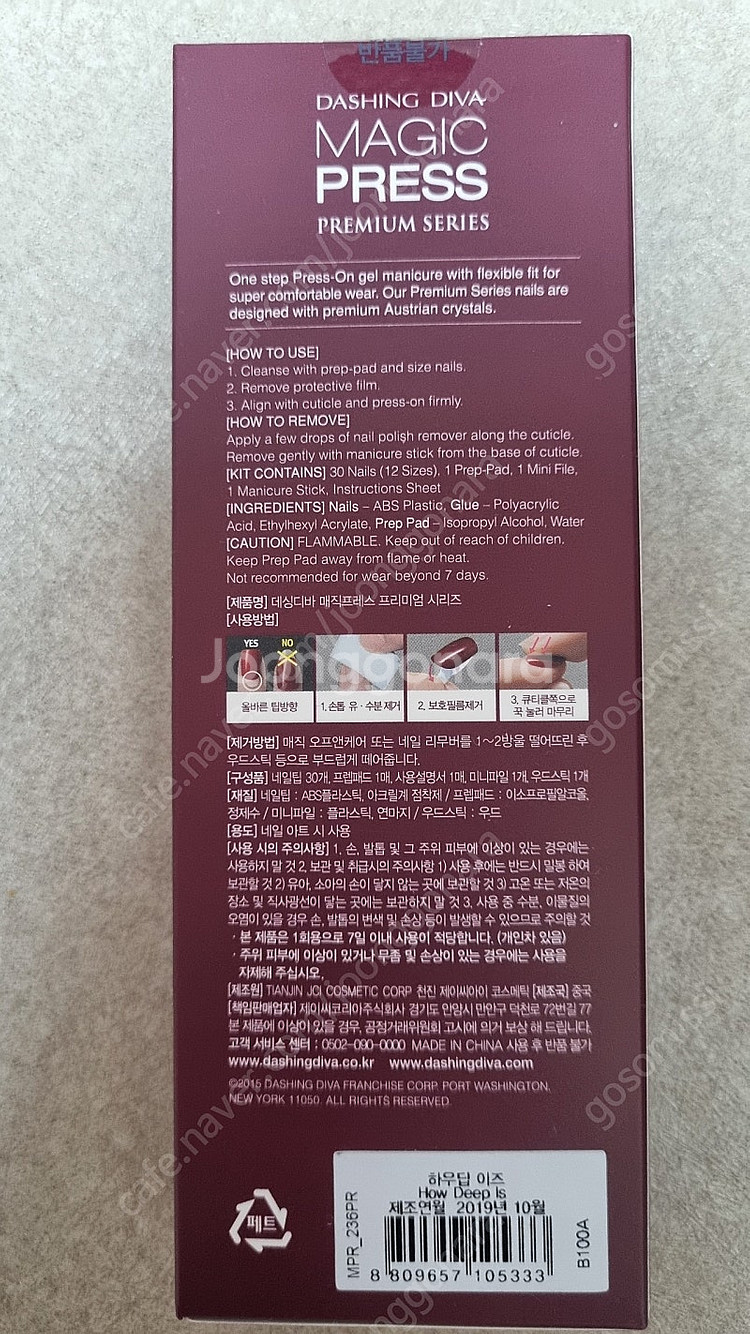 반품불가
DASHING DIVA
MAGIC
PRESS
PREMIUM SERIES
One step Press-On gel manicure with flexible fit for
super comfortable wear. Our Premium Series nails are
designed with premium Austrian crystals.
[HOW TO USE]
1. Cleanse with prep-pad and size nails.
2. Remove protective film.
3. Align with cuticle and press-on firmly.
[HOW TO REMOVE]
Apply a few drops of nail polish remover along the cuticle.
Remove gently with manicure stick from the base of cuticle.
[KIT CONTAINS] 30 Nails (12 Sizes), 1 Prep-Pad, 1 Mini File,
1 Manicure Stick, Instructions Sheet
[INGREDIENTS] Nails – ABS Plastic, Glue – Polyacrylic
Acid, Ethylhexyl Acrylate, Prep Pad – Isopropyl Alcohol, Water
[CAUTION] FLAMMABLE. Keep out of reach of children.
Keep Prep Pad away from flame or heat.
Not recommended for wear beyond 7 days.
[제품명] 데싱디바 매직프레스 프리미엄 시리즈
[사용방법]
YES NO
Joongonara
올바른 팁방향
1. 손톱 유·수분 제거
2. 보호필름제거
3. 큐티클쪽으로
꾹 눌러 마무리
[제거방법] 매직 오프앤케어 또는 네일 리무버를 1~2방울 떨어뜨린 후
우드스틱 등으로 부드럽게 떼어줍니다.
[구성품] 네일팁 30개, 프렙패드 1매, 사용설명서 1매, 미니파일 1개, 우드스틱 1개
[재질] 네일팁 : ABS플라스틱, 아크릴계 점착제 / 프렙패드 : 이소프로필알코올,
정제수 / 미니파일 : 플라스틱, 연마지 / 우드스틱 : 우드
[용도] 네일 아트 시 사용
[사용 시의 주의사항] 1. 손, 발톱 및 그 주위 피부에 이상이 있는 경우에는
사용하지 말 것 2. 보관 및 취급시의 주의사항 1) 사용 후에는 반드시 밀봉 하여
보관할 것 2) 유아, 소아의 손이 닿지 않는 곳에 보관할 것 3) 고온 또는 저온의
장소 및 직사광선이 닿는 곳에는 보관하지 말 것 3. 사용 중 수분, 이물질의
오염이 있을 경우 손, 발톱의 변색 및 손상 등이 발생할 수 있으므로 주의할 것
· 본 제품은 1회용으로 7일 이내 사용이 적당합니다. (개인차 있음)
· 주위 피부에 이상이 있거나 무좀 및 손상이 있는 경우에는 사용을
자제해 주십시오.
[제조원] TIANJIN JCI COSMETIC CORP 천진 제이씨아이 코스메틱 [제조국] 중국
[책임판매업자] 제이씨코리아주식회사 경기도 안양시 만안구 덕천로 72번길 77
본 제품에 이상이 있을 경우, 공정거래위원회 고시에 의거 보상 해 드립니다.
고객 서비스 센터 : 0502-090-0000 MADE IN CHINA 사용 후 반품 불가
www.dashingdiva.co.kr www.dashingdiva.com
©2015 DASHING DIVA FRANCHISE CORP. PORT WASHINGTON,
NEW YORK 11050. ALL RIGHTS RESERVED.
페트
MPR_236PR
하우딥 이즈
How Deep Is
제조연월 2019년 10월
8 809657 105333
B100A